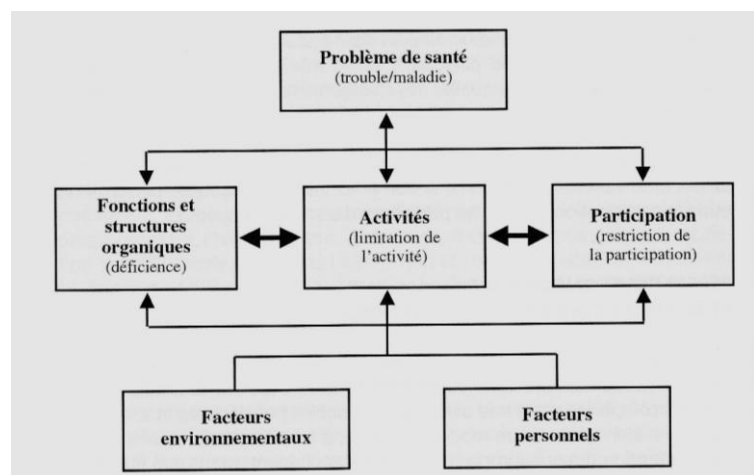 Problème de santé
(trouble/maladie)
Fonctions et
structures
organiques
(déficience)
Activités
(limitation de
l'activité)
Participation
(restriction de
la participation)
Facteurs
environnementaux
Facteurs
personnels